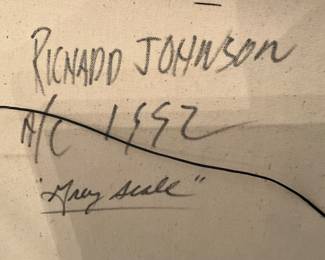 RICHARD JOHNSON
A/C 1992
"Grey scale"